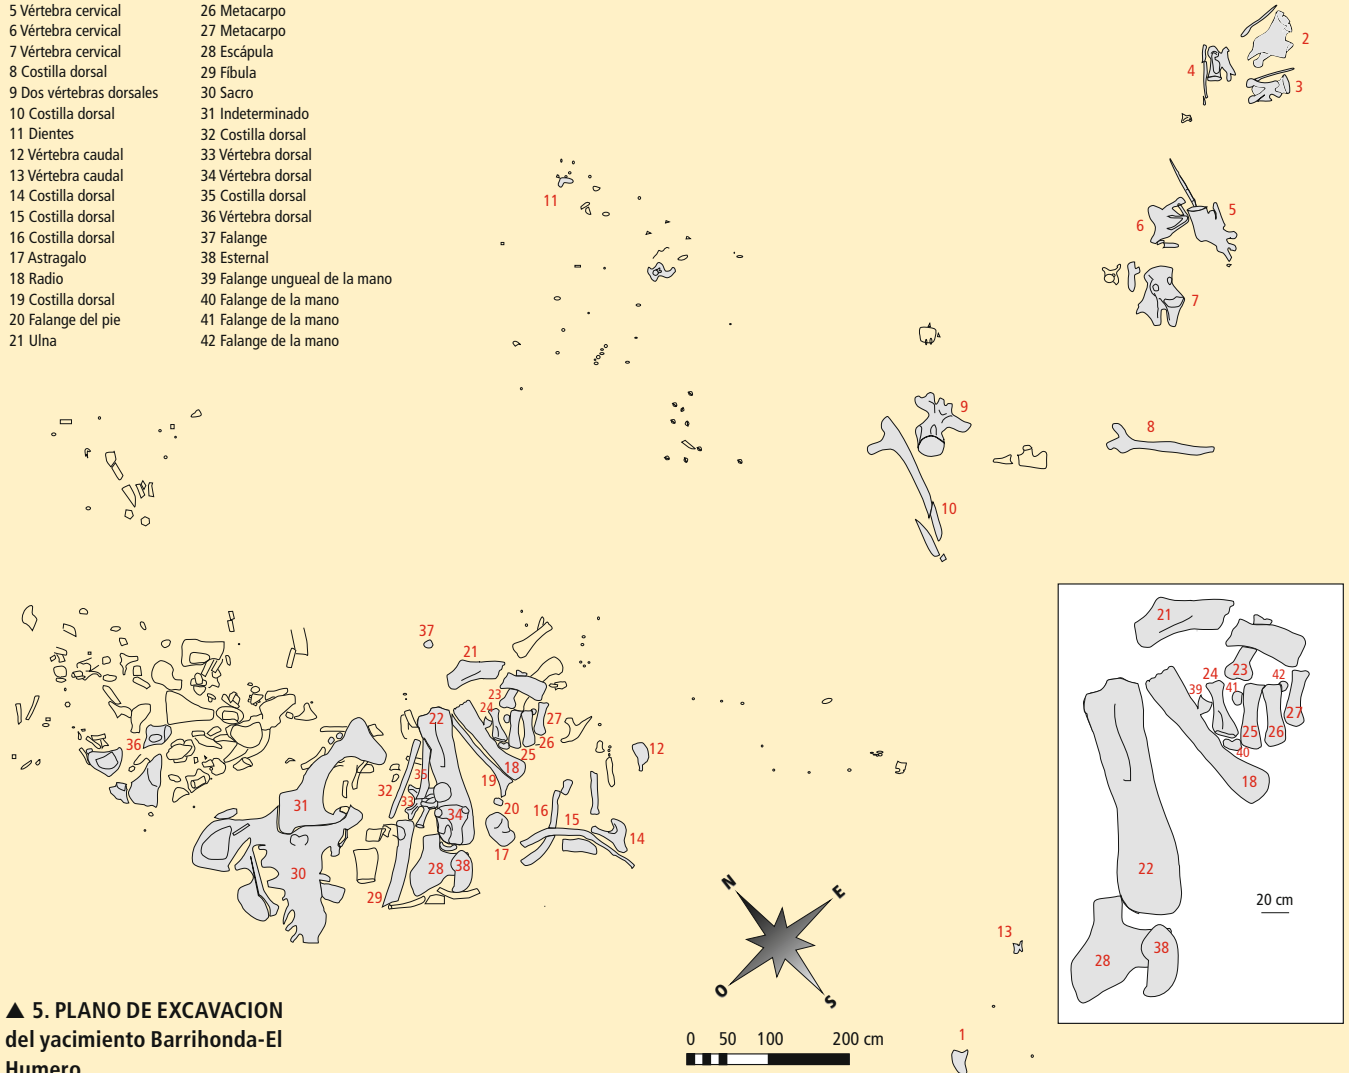 5 Vértebra cervical
6 Vértebra cervical
7 Vértebra cervical
8 Costilla dorsal
9 Dos vértebras dorsales
10 Costilla dorsal
11 Dientes
12 Vértebra caudal
13 Vértebra caudal
14 Costilla dorsal
15 Costilla dorsal
16 Costilla dorsal
17 Astragalo
18 Radio
19 Costilla dorsal
20 Falange del pie
21 Ulna
26 Metacarpo
27 Metacarpo
28 Escápula
29 Fíbula
30 Sacro
31 Indeterminado
32 Costilla dorsal
33 Vértebra dorsal
34 Vértebra dorsal
35 Costilla dorsal
36 Vértebra dorsal
37 Falange
38 Esternal
39 Falange ungueal de la mano
40 Falange de la mano
41 Falange de la mano
42 Falange de la mano
2
4
3
11
5
6
7
9
8
10
37
21
23
24
22
27
26
25
36
12
18
35
19
32
33
31
20
16
34
15
14
17
30
28
38
29
21
23
24
42
39
41
27
25
26
40
18
22
20 cm
38
28
N
E
O
S
13
1
0 50 100 200 cm
▲ 5. PLANO DE EXCAVACION
del yacimiento Barrihonda-El
Humero